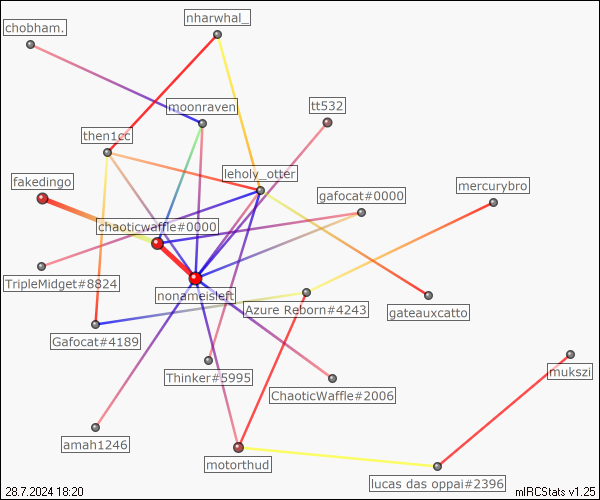 nharwhal_
chobham.
moonraven
tt532
then1cc
leholy_otter
fakedingo
mercurybro
gafocat#0000
chaoticwaffle#0000
TripleMidget#8824
nonameisleft
Azure Reborn#4243
gateauxcatto
Gafocat#4189
Thinker#5995
mukszi
ChaoticWaffle#2006
amah1246
motorthud
lucas das oppai#2396
28.7.2024 18:20
mIRCStats v1.25